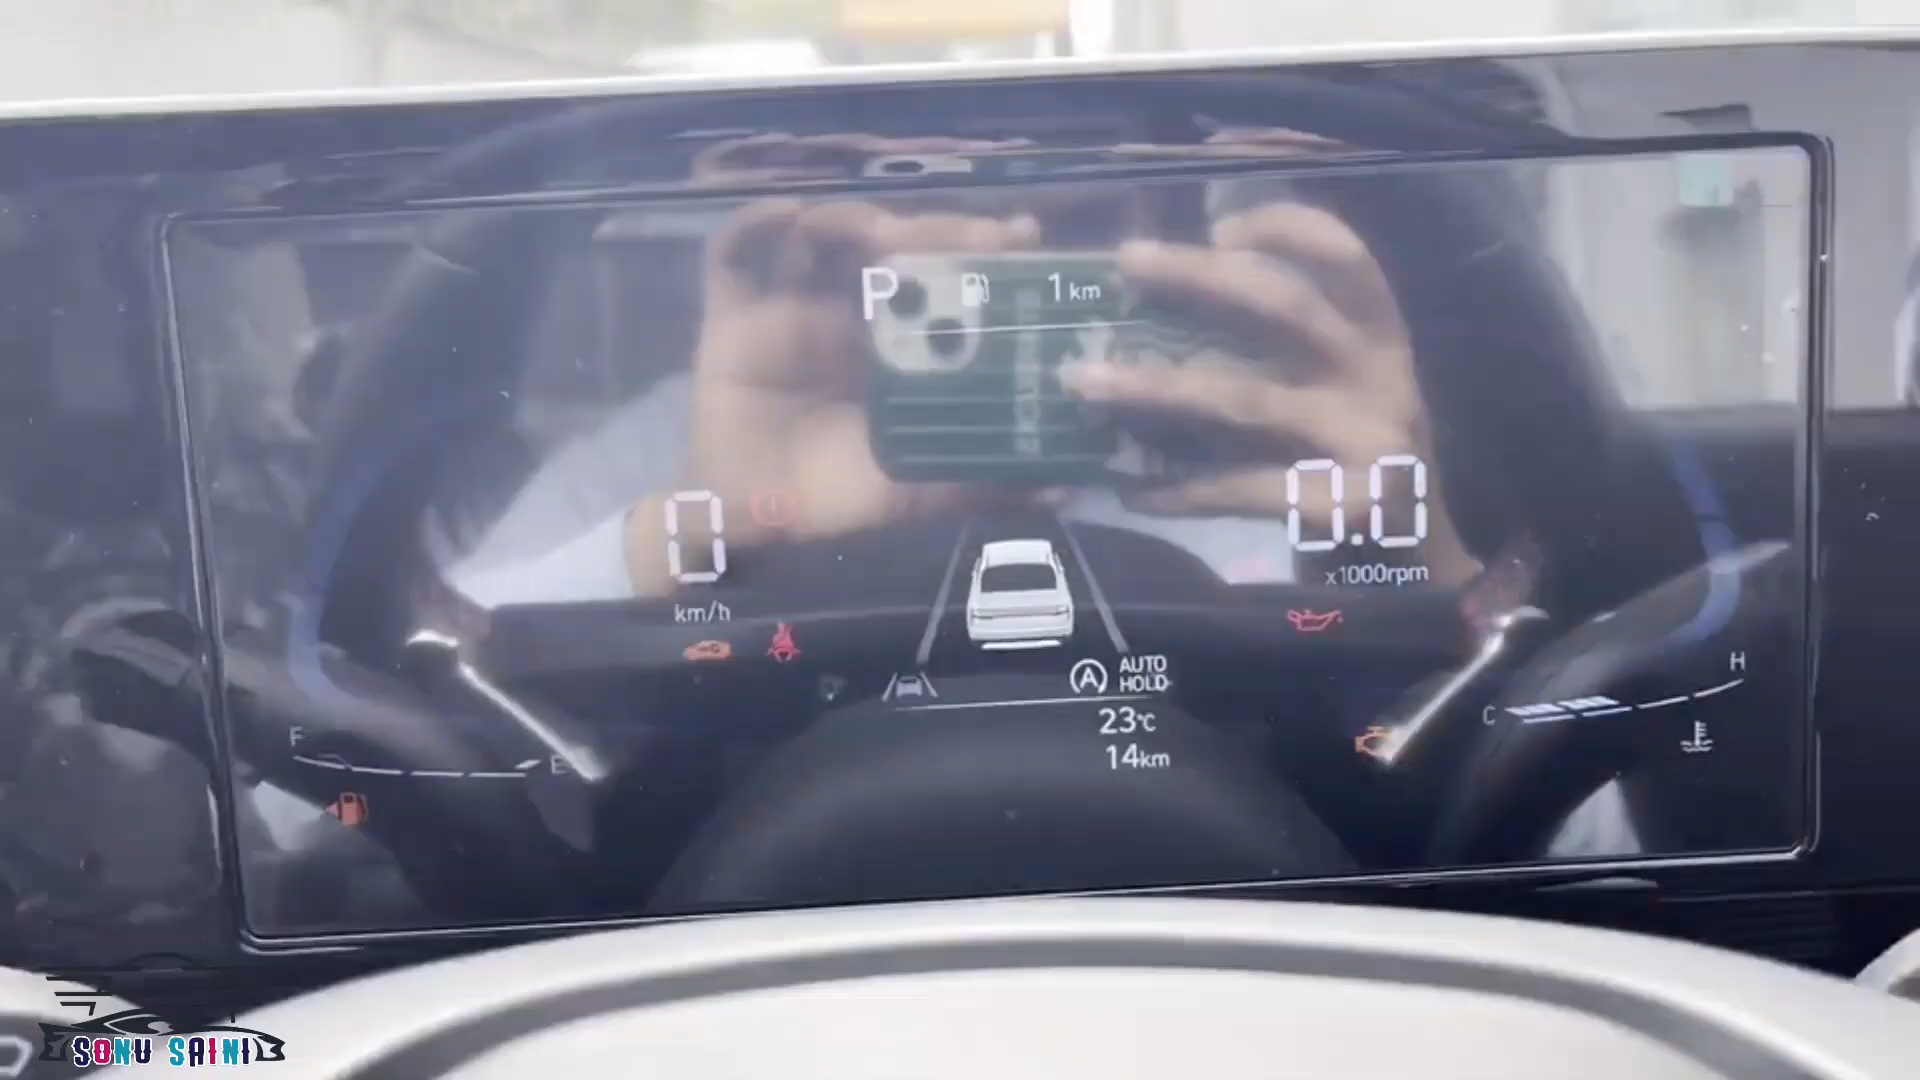 P 1 km
0
km/h
0.0
x1000rpm
(A) AUTO HOLD
23°C
14km
F E
C H
SONU SAINI